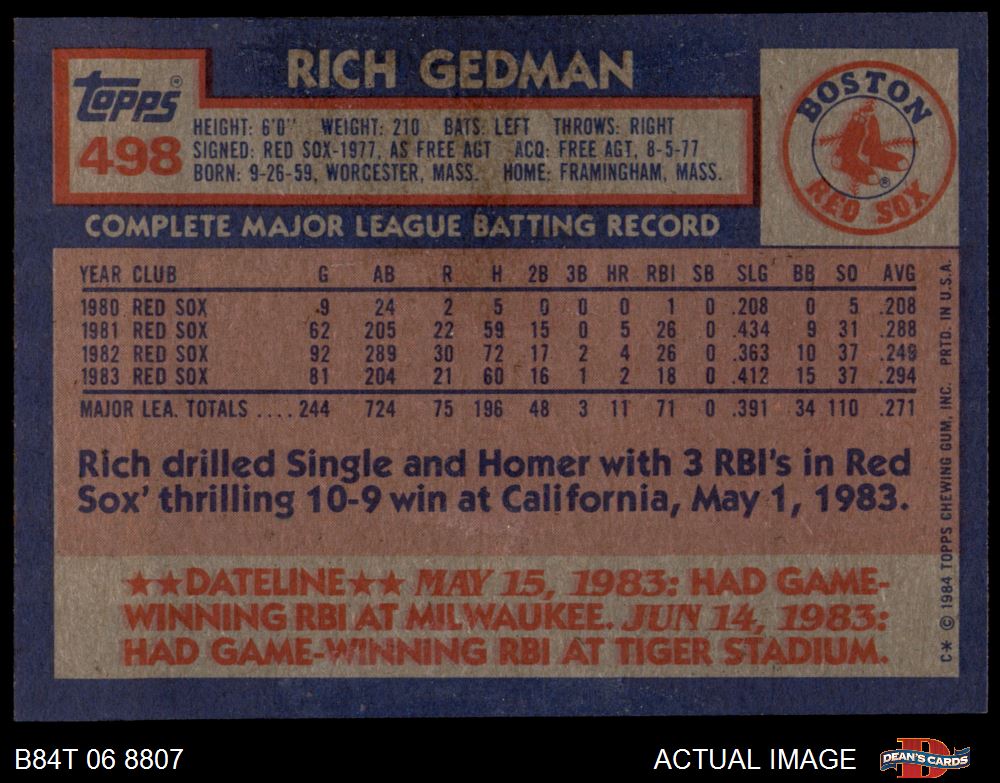 RICH GEDMAN
Topps®
498
HEIGHT: 6'0" WEIGHT: 210 BATS: LEFT THROWS: RIGHT
SIGNED: RED SOX-1977, AS FREE AGT ACQ: FREE AGT, 8-5-77
BORN: 9-26-59, WORCESTER, MASS. HOME: FRAMINGHAM, MASS.
BOSTON
RED SOX
®
COMPLETE MAJOR LEAGUE BATTING RECORD
YEAR CLUB G AB R H 2B 3B HR RBI SB SLG BB SO AVG
1980 RED SOX 9 24 2 5 0 0 0 1 0 .208 0 5 .208
1981 RED SOX 62 205 22 59 15 0 5 26 0 .434 9 31 .288
1982 RED SOX 92 289 30 72 17 2 4 26 0 .363 10 37 .249
1983 RED SOX 81 204 21 60 16 1 2 18 0 .412 15 37 .294
MAJOR LEA. TOTALS .... 244 724 75 196 48 3 11 71 0 .391 34 110 .271
Rich drilled Single and Homer with 3 RBI's in Red
Sox' thrilling 10-9 win at California, May 1, 1983.
★★DATELINE★★ MAY 15, 1983: HAD GAME-
WINNING RBI AT MILWAUKEE. JUN 14, 1983:
HAD GAME-WINNING RBI AT TIGER STADIUM.
C* © 1984 TOPPS CHEWING GUM, INC. PRTD. IN U.S.A.
B84T 06 8807
ACTUAL IMAGE
DEAN'S CARDS